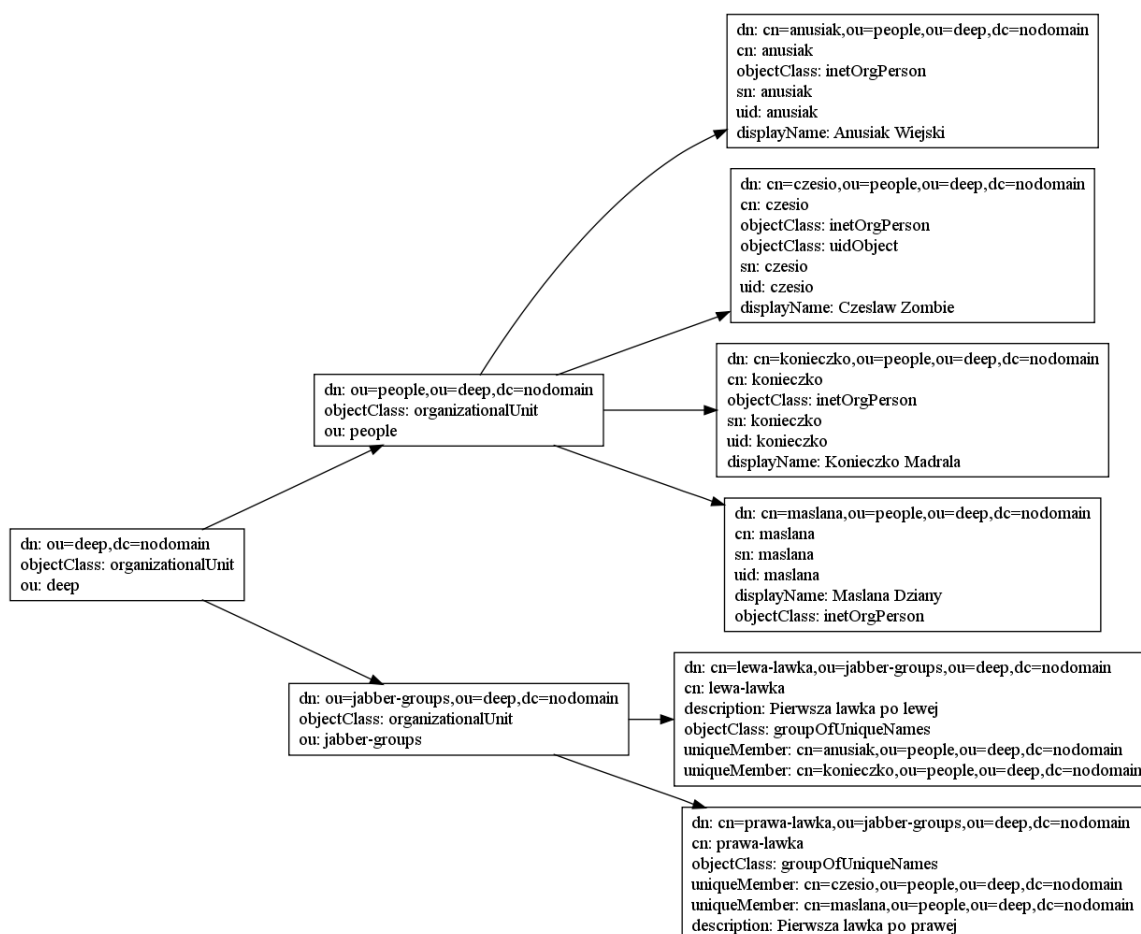 dn: cn=anusiak,ou=people,ou=deep,dc=nodomain
cn: anusiak
objectClass: inetOrgPerson
sn: anusiak
uid: anusiak
displayName: Anusiak Wiejski
dn: cn=czesio,ou=people,ou=deep,dc=nodomain
cn: czesio
objectClass: inetOrgPerson
objectClass: uidObject
sn: czesio
uid: czesio
displayName: Czeslaw Zombie
dn: cn=konieczko,ou=people,ou=deep,dc=nodomain
cn: konieczko
objectClass: inetOrgPerson
sn: konieczko
uid: konieczko
displayName: Konieczko Madrala
dn: ou=people,ou=deep,dc=nodomain
objectClass: organizationalUnit
ou: people
dn: cn=maslana,ou=people,ou=deep,dc=nodomain
cn: maslana
sn: maslana
uid: maslana
displayName: Maslana Dziany
objectClass: inetOrgPerson
dn: ou=deep,dc=nodomain
objectClass: organizationalUnit
ou: deep
dn: ou=jabber-groups,ou=deep,dc=nodomain
objectClass: organizationalUnit
ou: jabber-groups
dn: cn=lewa-lawka,ou=jabber-groups,ou=deep,dc=nodomain
cn: lewa-lawka
description: Pierwsza lawka po lewej
objectClass: groupOfUniqueNames
uniqueMember: cn=anusiak,ou=people,ou=deep,dc=nodomain
uniqueMember: cn=konieczko,ou=people,ou=deep,dc=nodomain
dn: cn=prawa-lawka,ou=jabber-groups,ou=deep,dc=nodomain
cn: prawa-lawka
objectClass: groupOfUniqueNames
uniqueMember: cn=czesio,ou=people,ou=deep,dc=nodomain
uniqueMember: cn=maslana,ou=people,ou=deep,dc=nodomain
description: Pierwsza lawka po prawej